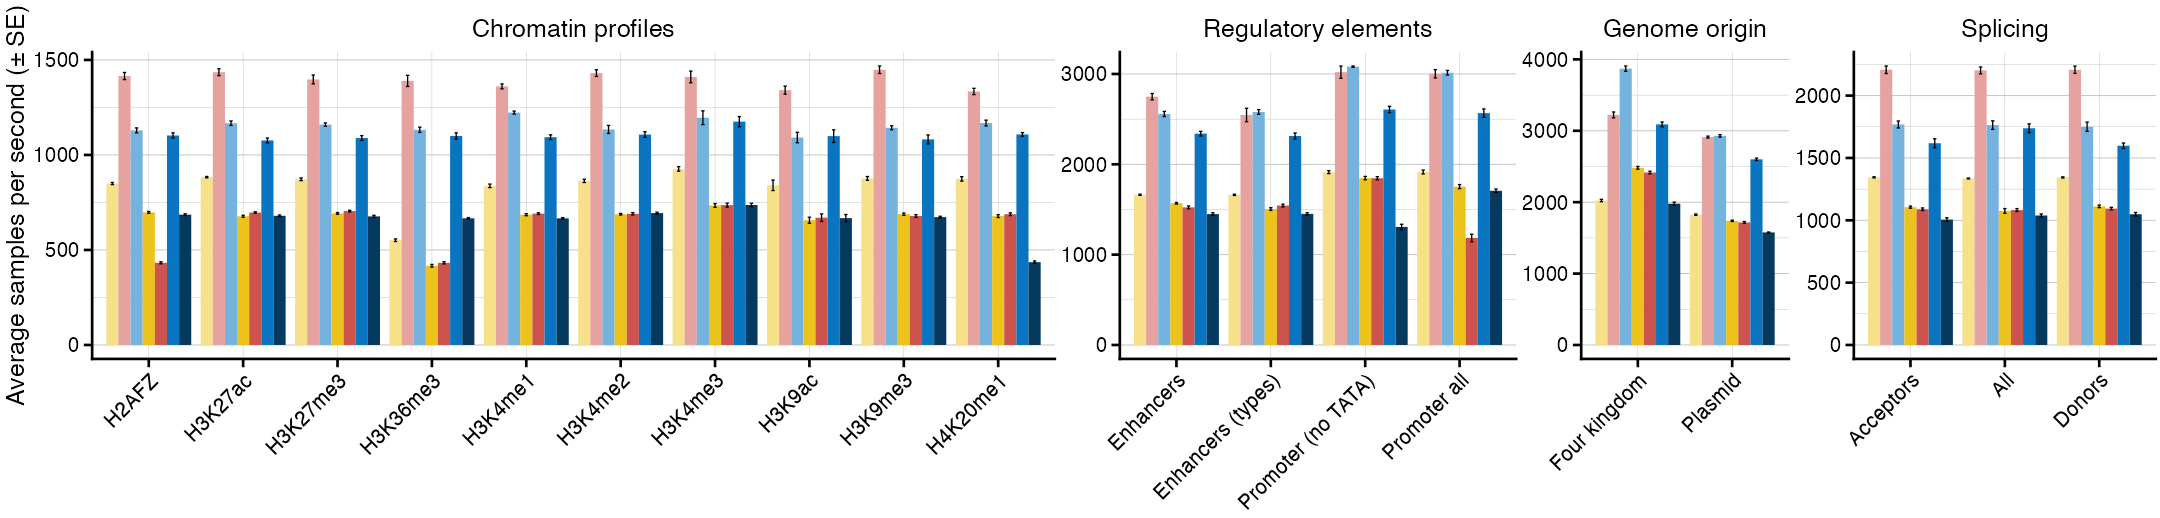 Average samples per second (± SE)
Chromatin profiles
1500
1000
500
0
H2AFZ
H3K27ac
H3K27me3
H3K36me3
H3K4me1
H3K4me2
H3K4me3
H3K9ac
H3K9me3
H4K20me1
Regulatory elements
3000
2000
1000
0
Enhancers
Enhancers (types)
Promoter (no TATA)
Promoter all
Genome origin
4000
3000
2000
1000
0
Four kingdom
Plasmid
Splicing
2000
1500
1000
500
0
Acceptors
All
Donors